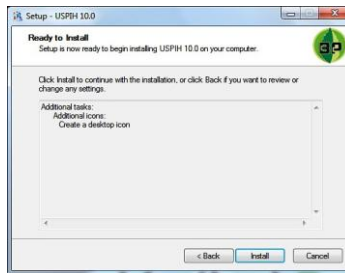 Setup - USPIH 10.0
Ready to Install
Setup is now ready to begin installing USPIH 10.0 on your computer.
Click Install to continue with the installation, or click Back if you want to review or
change any settings.
Additional tasks:
Additional icons:
Create a desktop icon
< Back
Install
Cancel